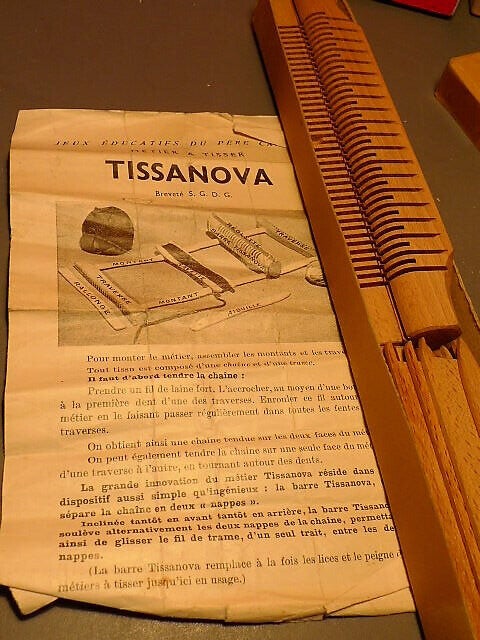 JEUX ÉDUCATIFS DU PÈRE
MÉTIER A TISSER
TISSANOVA
Breveté S. G. D. G.
TRAVERSE
MONTANT
LISSE
TRAVERSE
RALLONGE
MONTANT
AIGUILLE
Pour monter le métier, assembler les montants et les
Tout tissu est composé d'une chaîne et d'une trame.
Il faut d'abord tendre la chaîne :
Prendre un fil de laine fort. L'accrocher, au moyen d'une
à la première dent d'une des traverses. Enrouler ce fil autour
métier en le faisant passer régulièrement dans toutes les fentes
traverses.
On obtient ainsi une chaîne tendue sur les deux faces du
On peut également tendre la chaîne sur une seule face du
d'une traverse à l'autre, en tournant autour des dents.
La grande innovation du métier Tissanova réside dans
dispositif aussi simple qu'ingénieux : la barre Tissanova,
sépare la chaîne en deux « nappes ».
Inclinée tantôt en avant tantôt en arrière, la barre
soulève alternativement les deux nappes de la chaîne,
ainsi de glisser le fil de trame, d'un seul trait, entre les
nappes.
(La barre Tissanova remplace à la fois les lices et le peigne
métiers à tisser jusqu'ici en usage.)